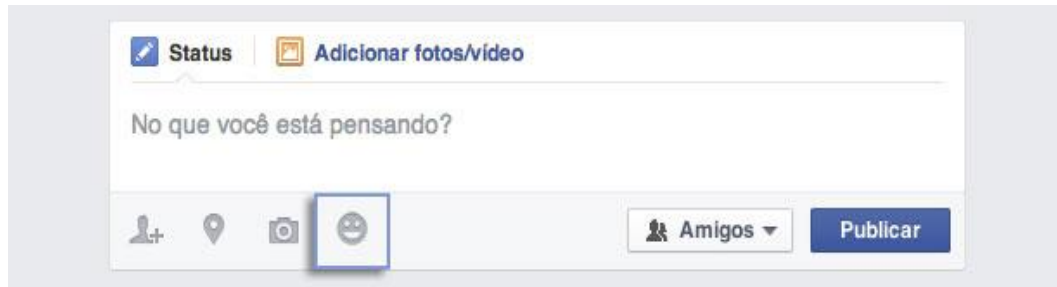 Status Adicionar fotos/vídeo
No que você está pensando?
Amigos Publicar